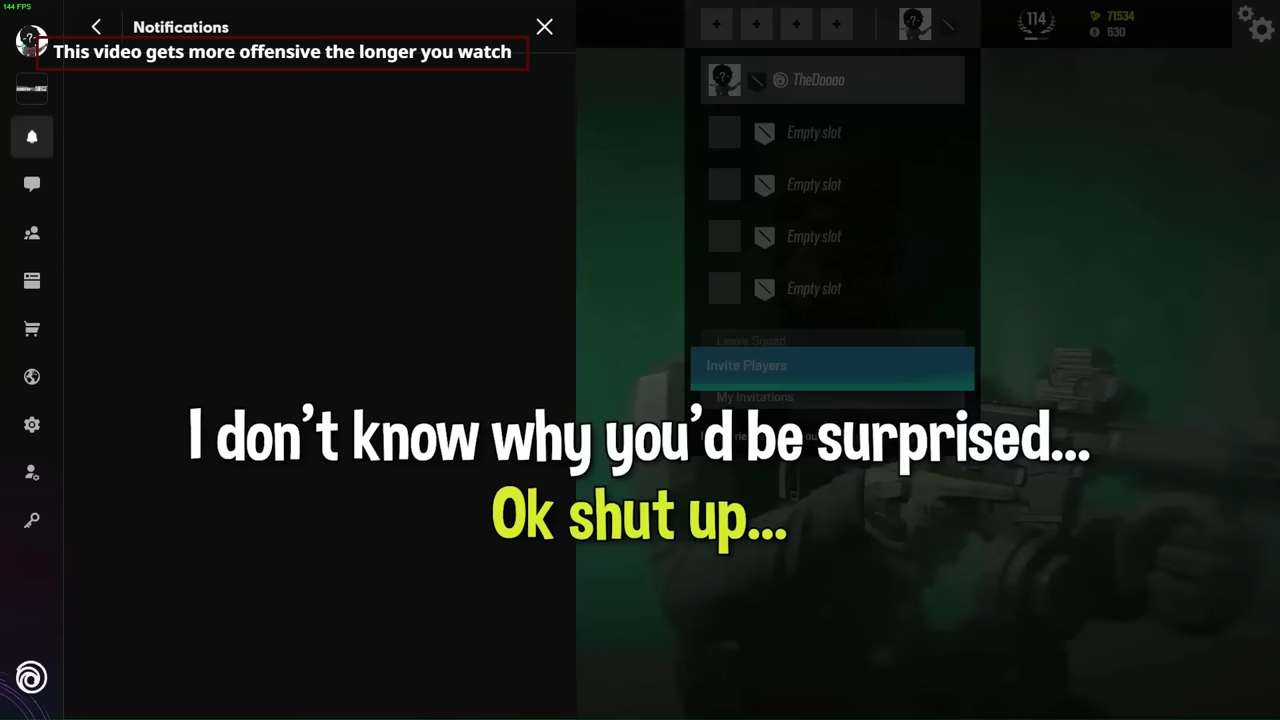 144 FPS
Notifications
This video gets more offensive the longer you watch
114
71534
630
TheDoooo
Empty slot
Empty slot
Empty slot
Empty slot
Leave Squad
Invite Players
My Invitations
I don't know why you'd be surprised...
Ok shut up...